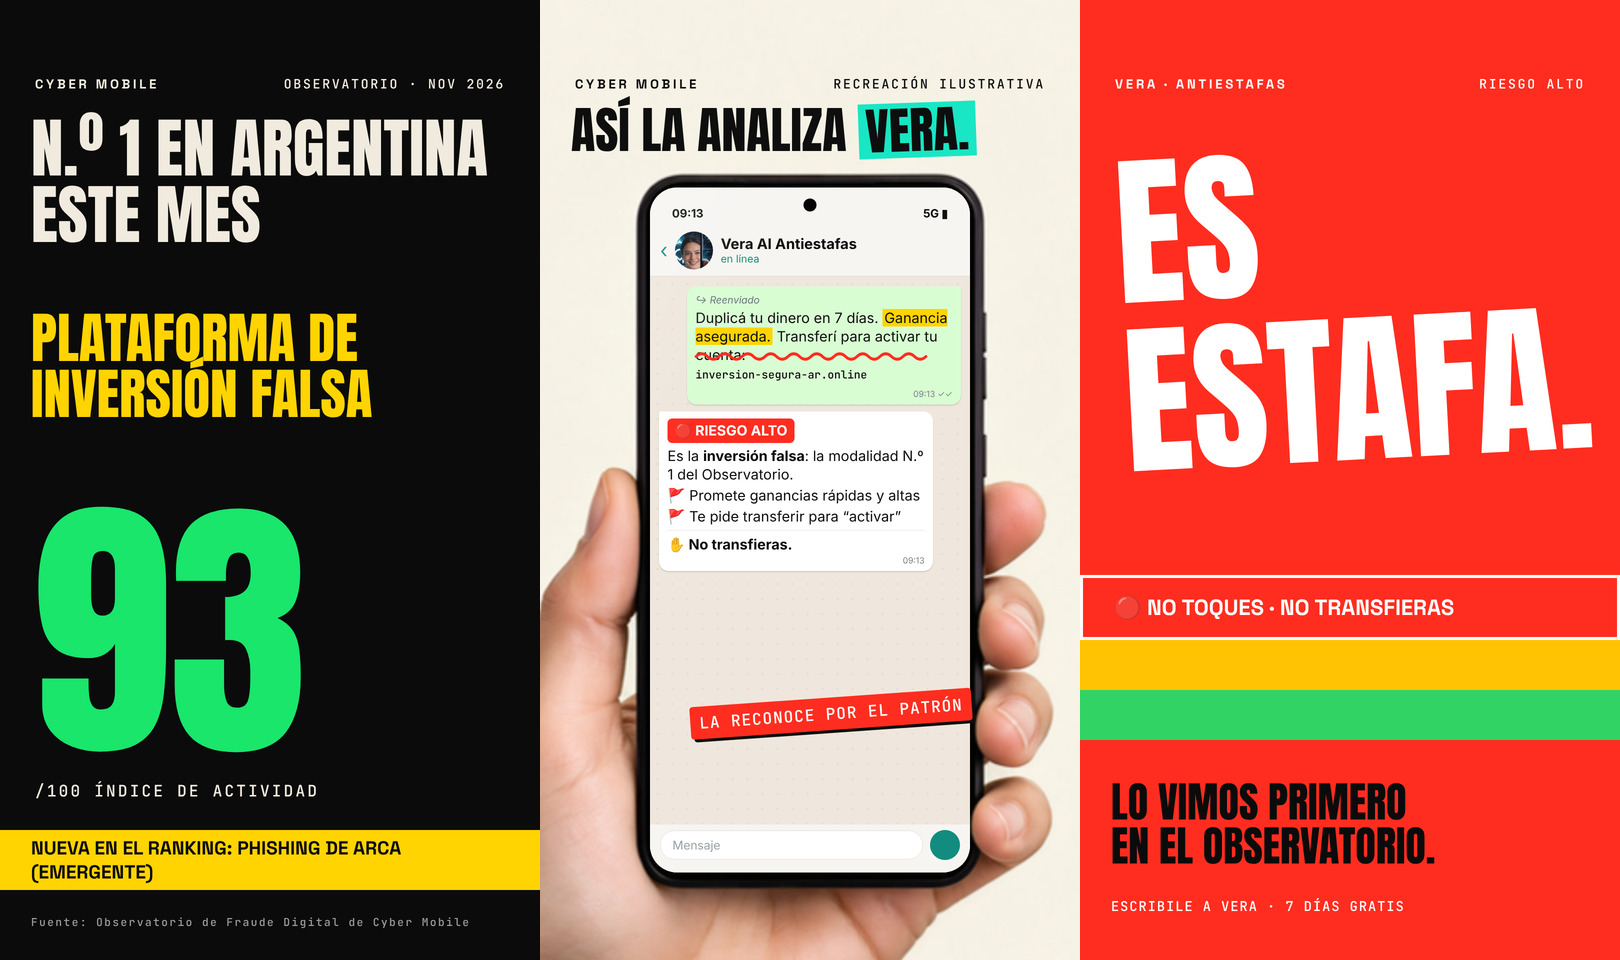 CYBER MOBILE
OBSERVATORIO · NOV 2026
N.º 1 EN ARGENTINA
ESTE MES
PLATAFORMA DE
INVERSIÓN FALSA
93
/100 ÍNDICE DE ACTIVIDAD
NUEVA EN EL RANKING: PHISHING DE ARCA
(EMERGENTE)
Fuente: Observatorio de Fraude Digital de Cyber Mobile
CYBER MOBILE
RECREACIÓN ILUSTRATIVA
ASÍ LA ANALIZA VERA.
09:13
5G
Vera AI Antiestafas
en línea
Reenviado
Duplicá tu dinero en 7 días. Ganancia
asegurada. Transferí para activar tu
cuenta:
inversion-segura-ar.online
09:13
RIESGO ALTO
Es la inversión falsa: la modalidad N.º
1 del Observatorio.
Promete ganancias rápidas y altas
Te pide transferir para “activar”
No transfieras.
09:13
LA RECONOCE POR EL PATRÓN
Mensaje
VERA · ANTIESTAFAS
RIESGO ALTO
ES
ESTAFA.
NO TOQUES · NO TRANSFIERAS
LO VIMOS PRIMERO
EN EL OBSERVATORIO.
ESCRIBILE A VERA · 7 DÍAS GRATIS